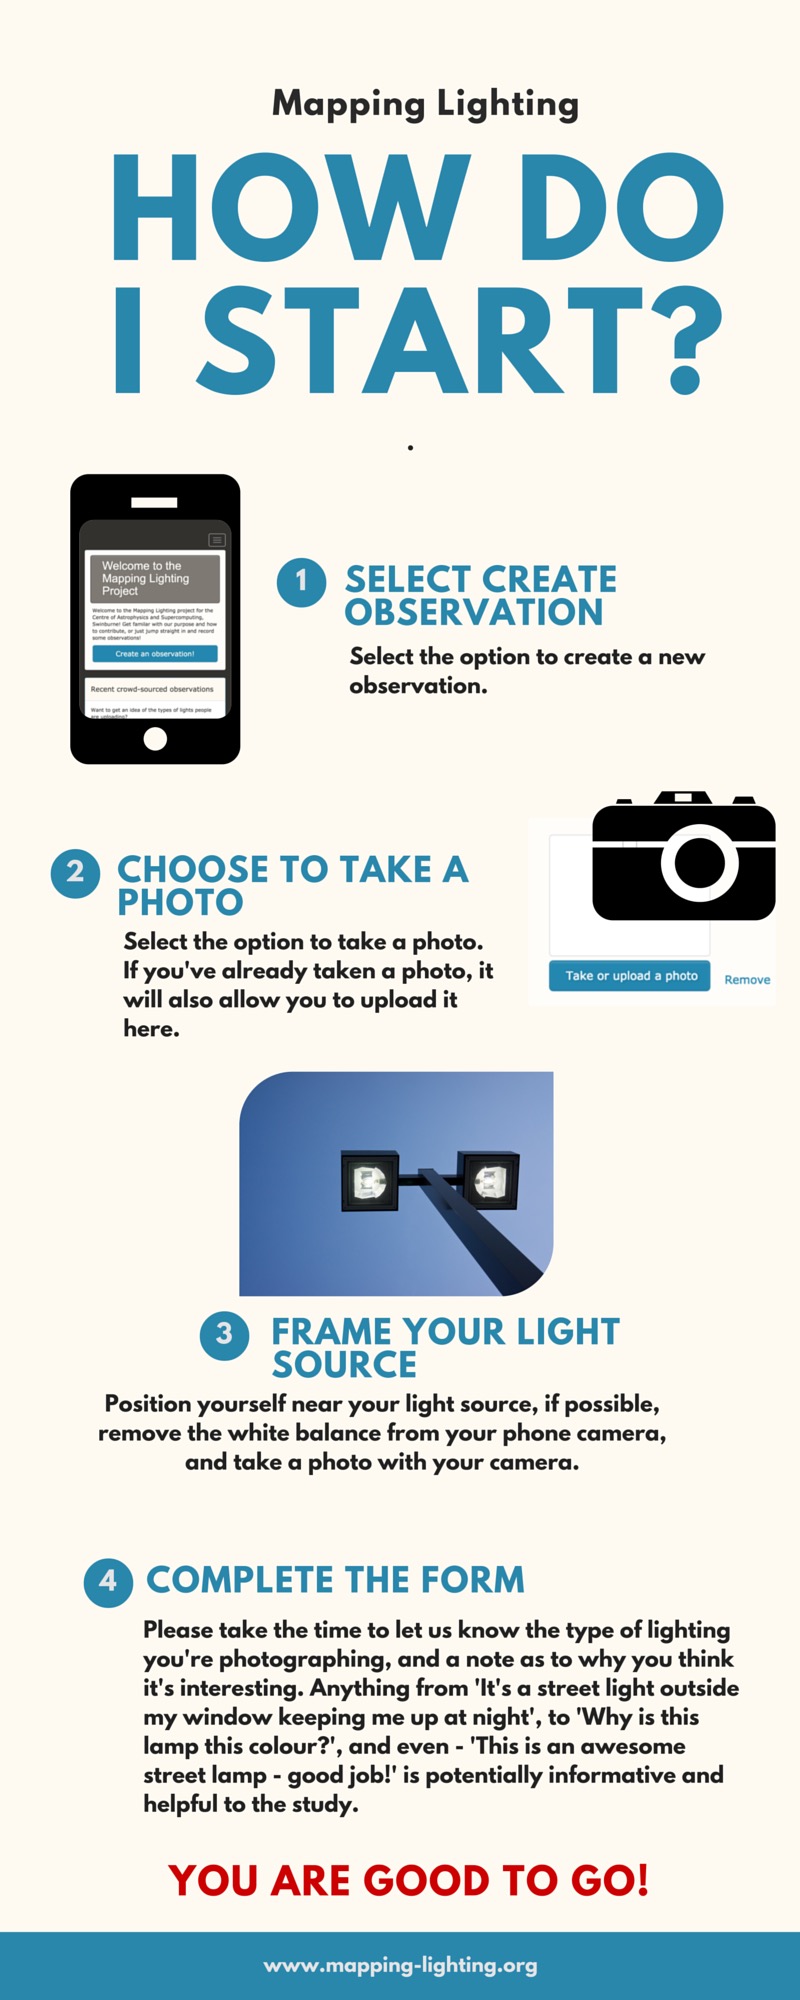 Mapping Lighting
HOW DO
I START?
.
Welcome to the
Mapping Lighting
Project
Welcome to the Mapping Lighting project for the
Centre of Astrophysics and Supercomputing,
Swinburne! Get familar with our purpose and how
to contribute, or just jump straight in and record
some observations!
Create an observation!
Recent crowd-sourced observations
Want to get an idea of the types of lights people
are uploading?
1
SELECT CREATE
OBSERVATION
Select the option to create a new
observation.
2
CHOOSE TO TAKE A
PHOTO
Select the option to take a photo.
If you've already taken a photo, it
will also allow you to upload it
here.
Take or upload a photo
Remove
3
FRAME YOUR LIGHT
SOURCE
Position yourself near your light source, if possible,
remove the white balance from your phone camera,
and take a photo with your camera.
4
COMPLETE THE FORM
Please take the time to let us know the type of lighting
you're photographing, and a note as to why you think
it's interesting. Anything from 'It's a street light outside
my window keeping me up at night', to 'Why is this
lamp this colour?', and even - 'This is an awesome
street lamp - good job!' is potentially informative and
helpful to the study.
YOU ARE GOOD TO GO!
www.mapping-lighting.org